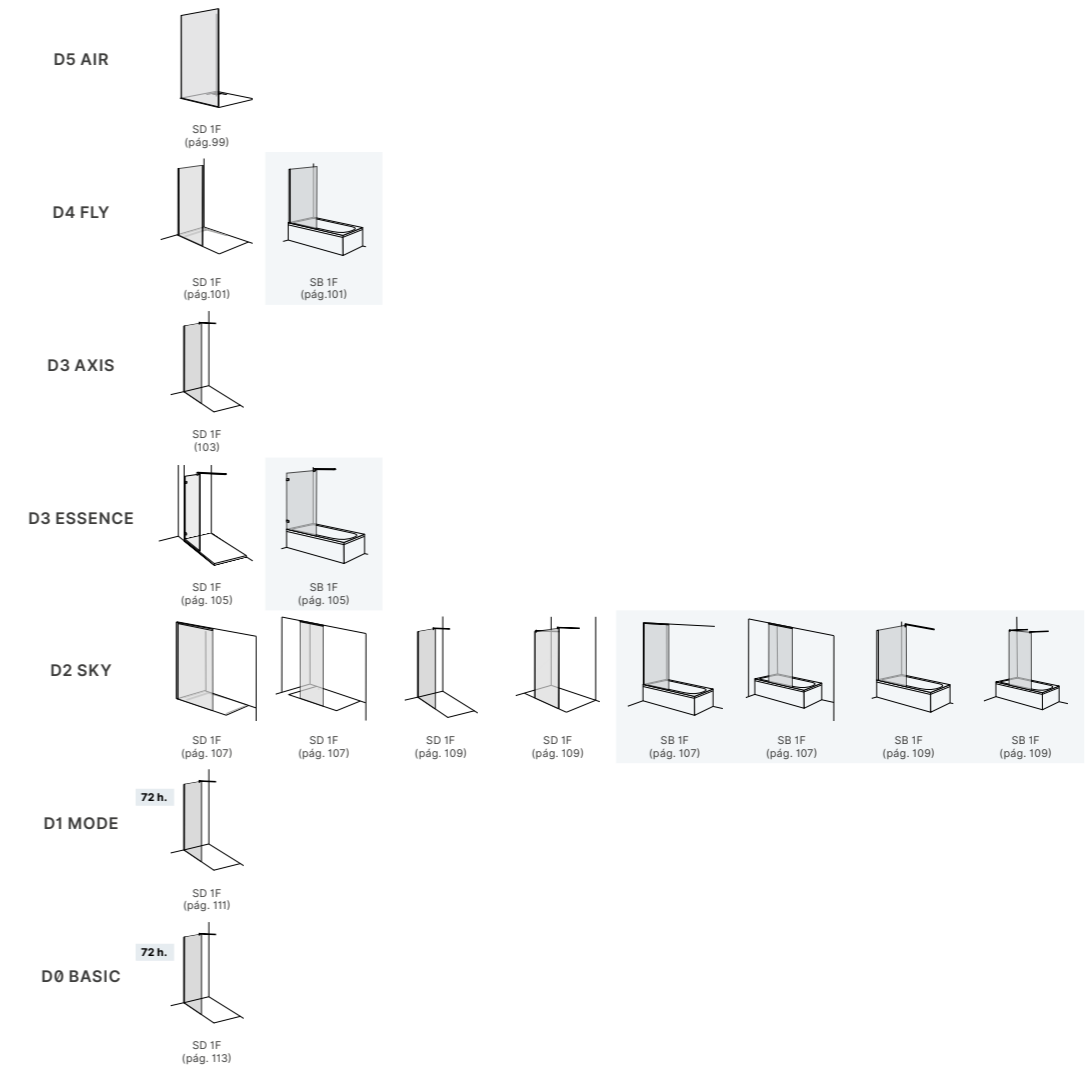 D5 AIR
SD 1F
(pág.99)
D4 FLY
SD 1F
(pág.101)
SB 1F
(pág.101)
D3 AXIS
SD 1F
(103)
D3 ESSENCE
SD 1F
(pág. 105)
SB 1F
(pág. 105)
D2 SKY
SD 1F
(pág. 107)
SD 1F
(pág. 107)
SD 1F
(pág. 109)
SD 1F
(pág. 109)
SB 1F
(pág. 107)
SB 1F
(pág. 107)
SB 1F
(pág. 109)
SB 1F
(pág. 109)
72 h.
D1 MODE
SD 1F
(pág. 111)
72 h.
D0 BASIC
SD 1F
(pág. 113)